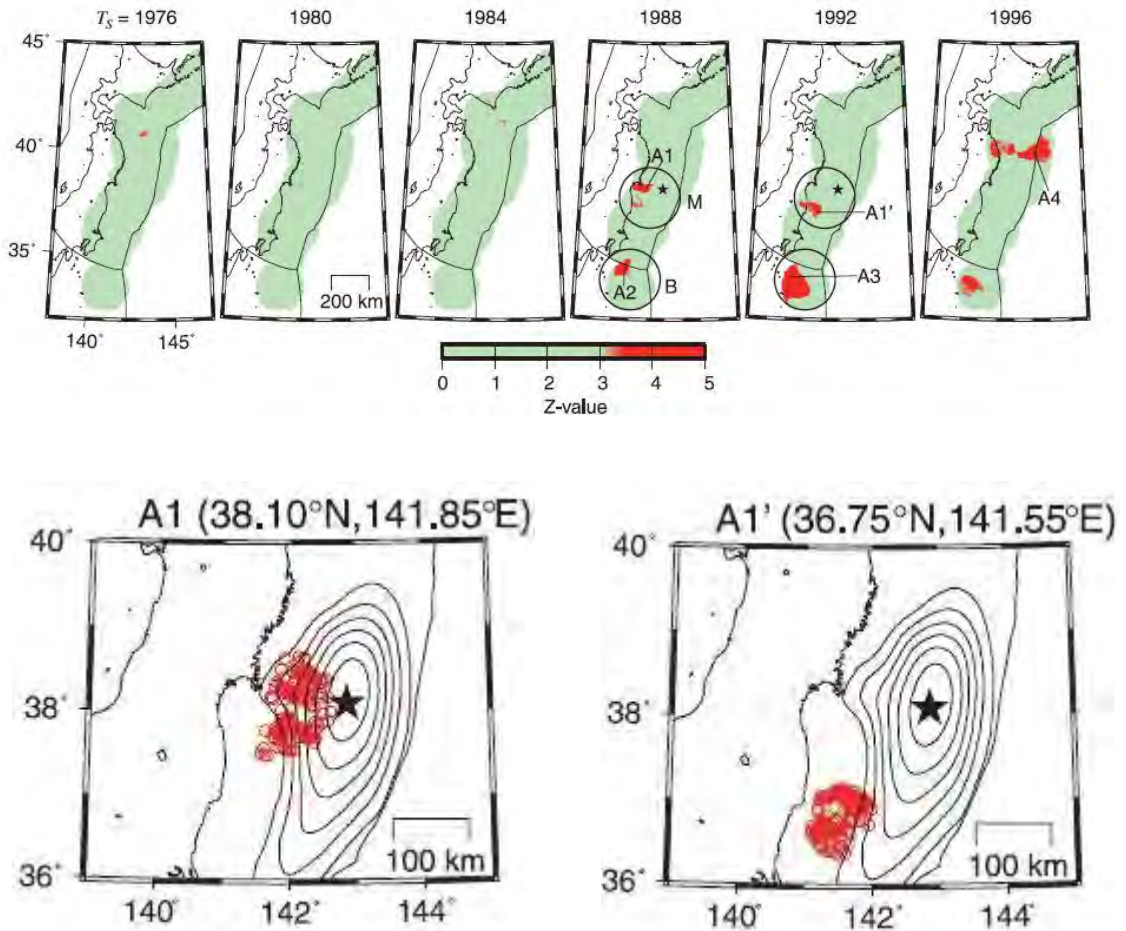 T_S = 1976 1980 1984 1988 1992 1996
45°
40°
35°
A1
M
A2
B
A1'
A3
A4
200 km
140° 145°
0 1 2 3 4 5
Z-value
A1 (38.10°N,141.85°E) A1' (36.75°N,141.55°E)
40° 40°
38° 38°
100 km 100 km
36° 36°
140° 142° 144° 140° 142° 144°